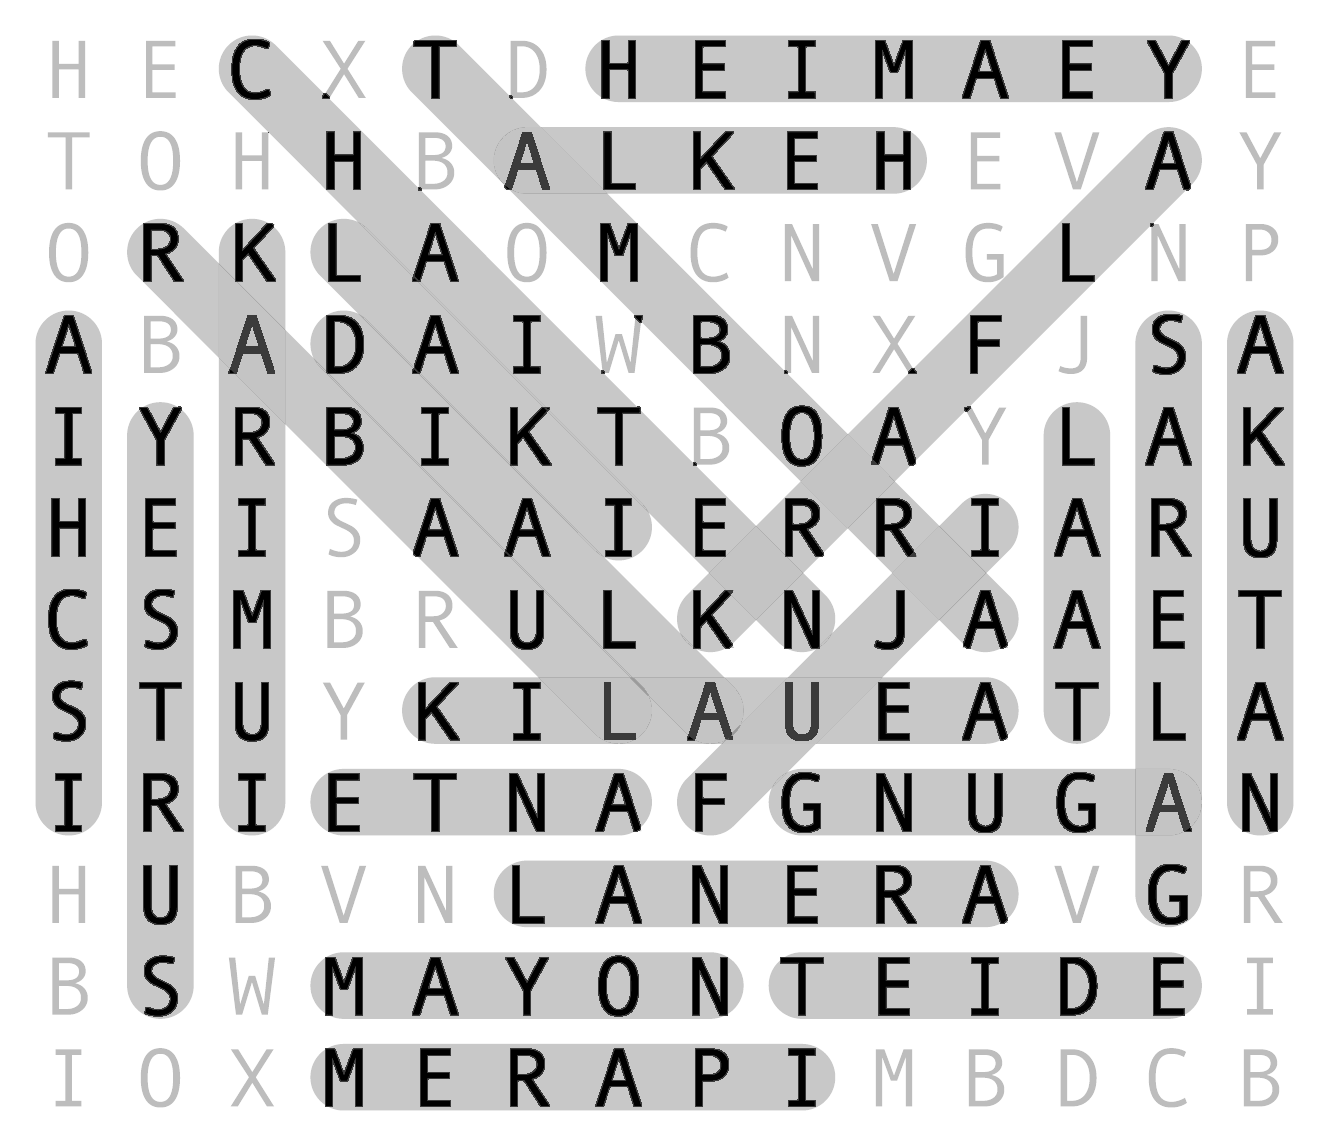 H E C X T D H E I M A E Y E
T O H H B A L K E H E V A Y
O R K L A O M C N V G L N P
A B A D A I W B N X F J S A
I Y R B I K T B O A Y L A K
H E I S A A I E R R I A R U
C S M B R U L K N J A A E T
S T U Y K I L A U E A T L A
I R I E T N A F G N U G A N
H U B V N L A N E R A V G R
B S W M A Y O N T E I D E I
I O X M E R A P I M B D C B